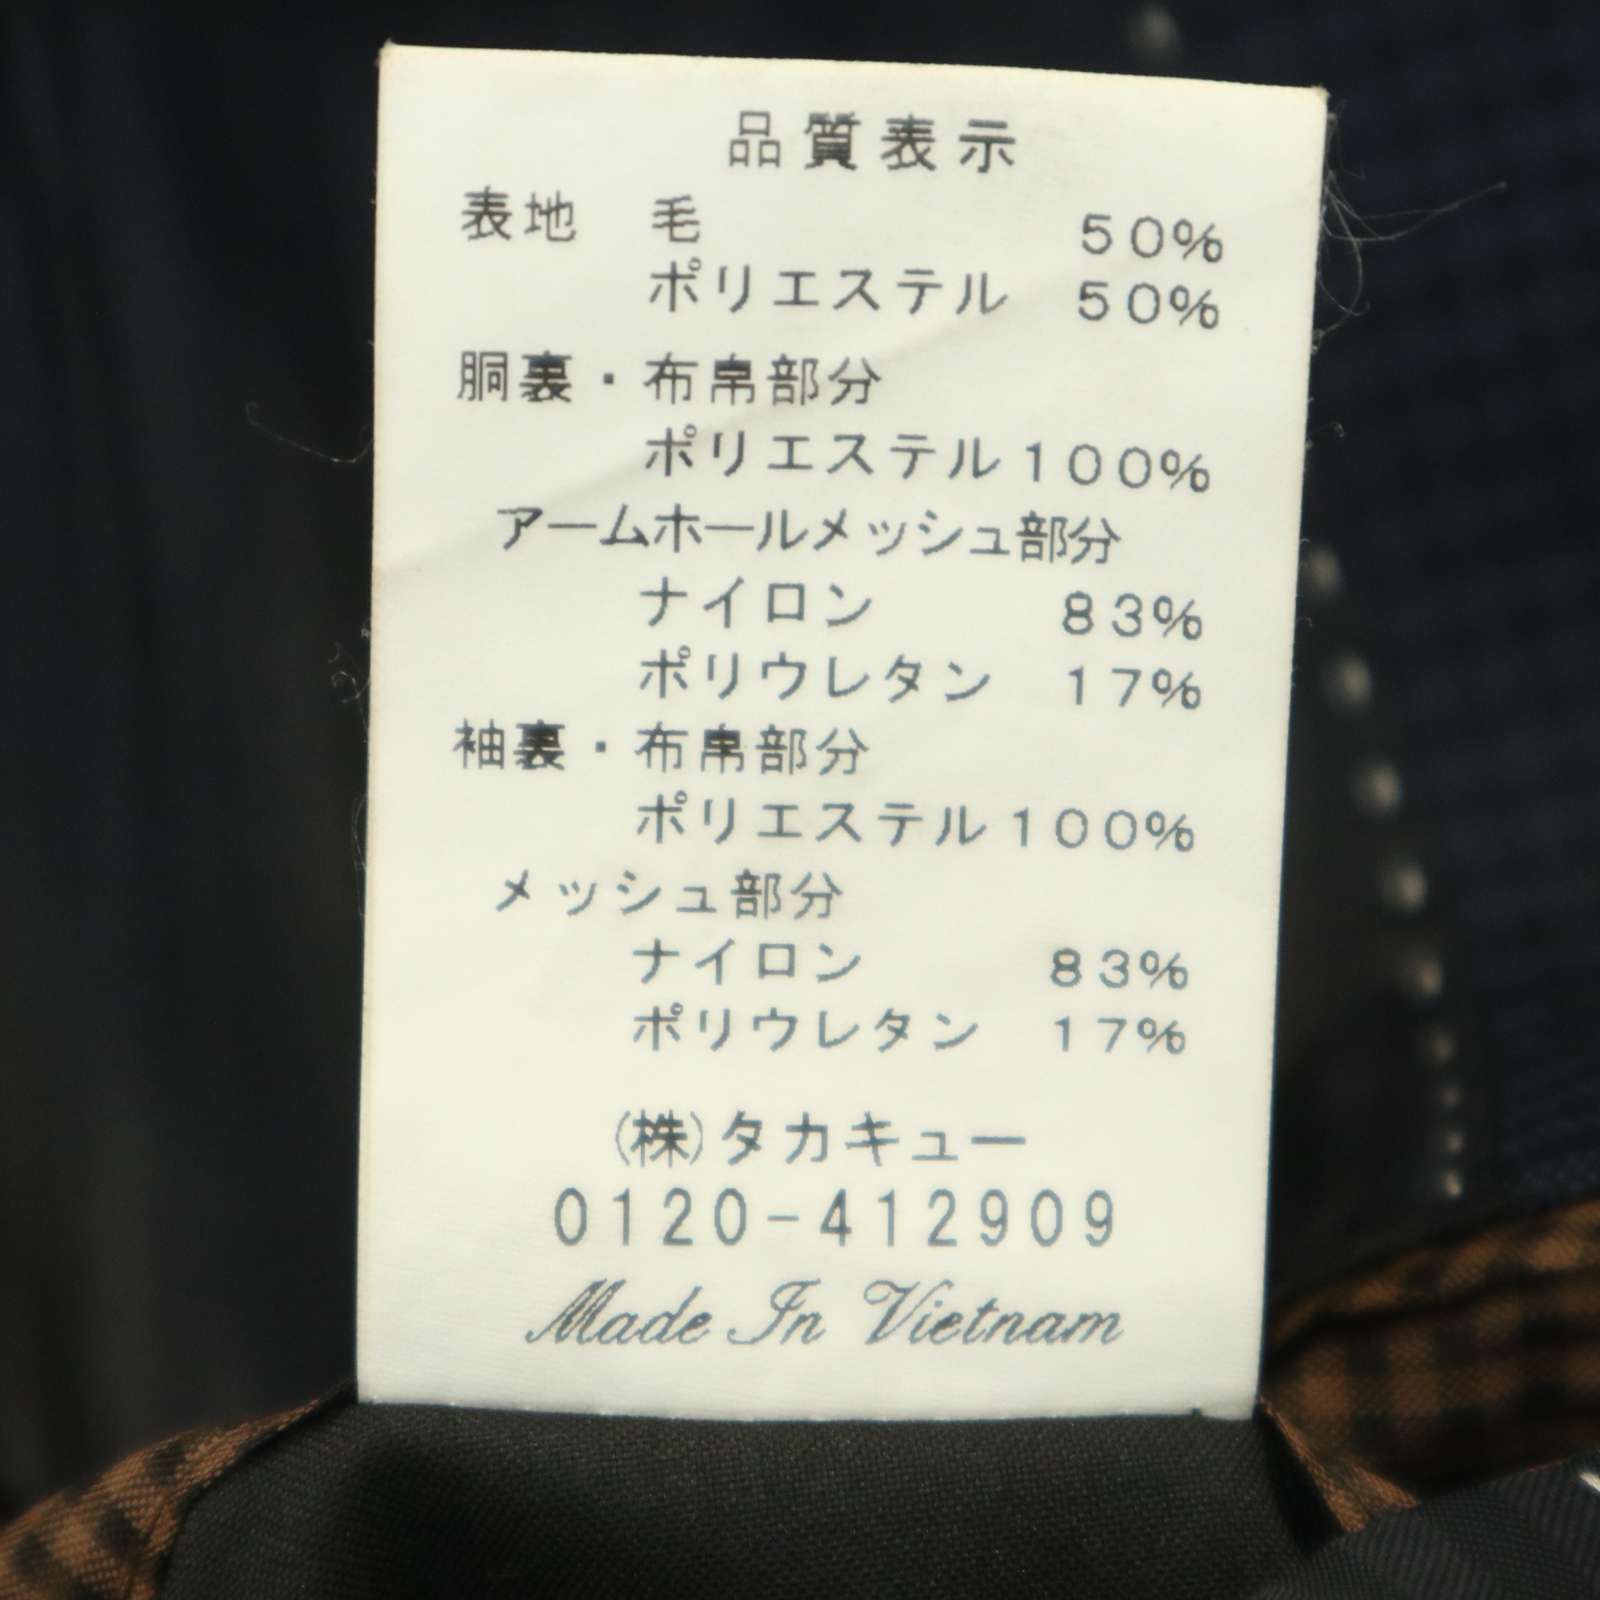 品質表示
表地 毛 50%
ポリエステル 50%
胴裏・布帛部分
ポリエステル100%
アームホールメッシュ部分
ナイロン 83%
ポリウレタン 17%
袖裏・布帛部分
ポリエステル100%
メッシュ部分
ナイロン 83%
ポリウレタン 17%
(株)タカキュー
0120-412909
Made In Vietnam